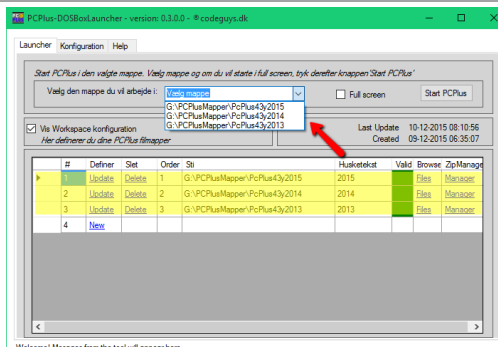 PCPlus-DOSBoxLauncher - version: 0.3.0.0 - ® codeguys.dk
Launcher Konfiguration Help
Start PCPlus i den valgte mappe. Vælg mappe og om du vil starte i full screen, tryk derefter knappen 'Start PCPlus'
Vælg den mappe du vil arbejde i: Vælg mappe Full screen Start PCPlus
G:\PCPlusMapper\PcPlus43y2015
G:\PCPlusMapper\PcPlus43y2014
G:\PCPlusMapper\PcPlus43y2013
Vis Workspace konfiguration
Her definerer du dine PCPlus filmapper
Last Update 10-12-2015 08:10:56
Created 09-12-2015 06:35:07
# Definer Slet Order Sti Husketekst Valid Browse ZipManage
1 Update Delete 1 G:\PCPlusMapper\PcPlus43y2015 2015 Files Manager
2 Update Delete 2 G:\PCPlusMapper\PcPlus43y2014 2014 Files Manager
3 Update Delete 3 G:\PCPlusMapper\PcPlus43y2013 2013 Files Manager
4 New